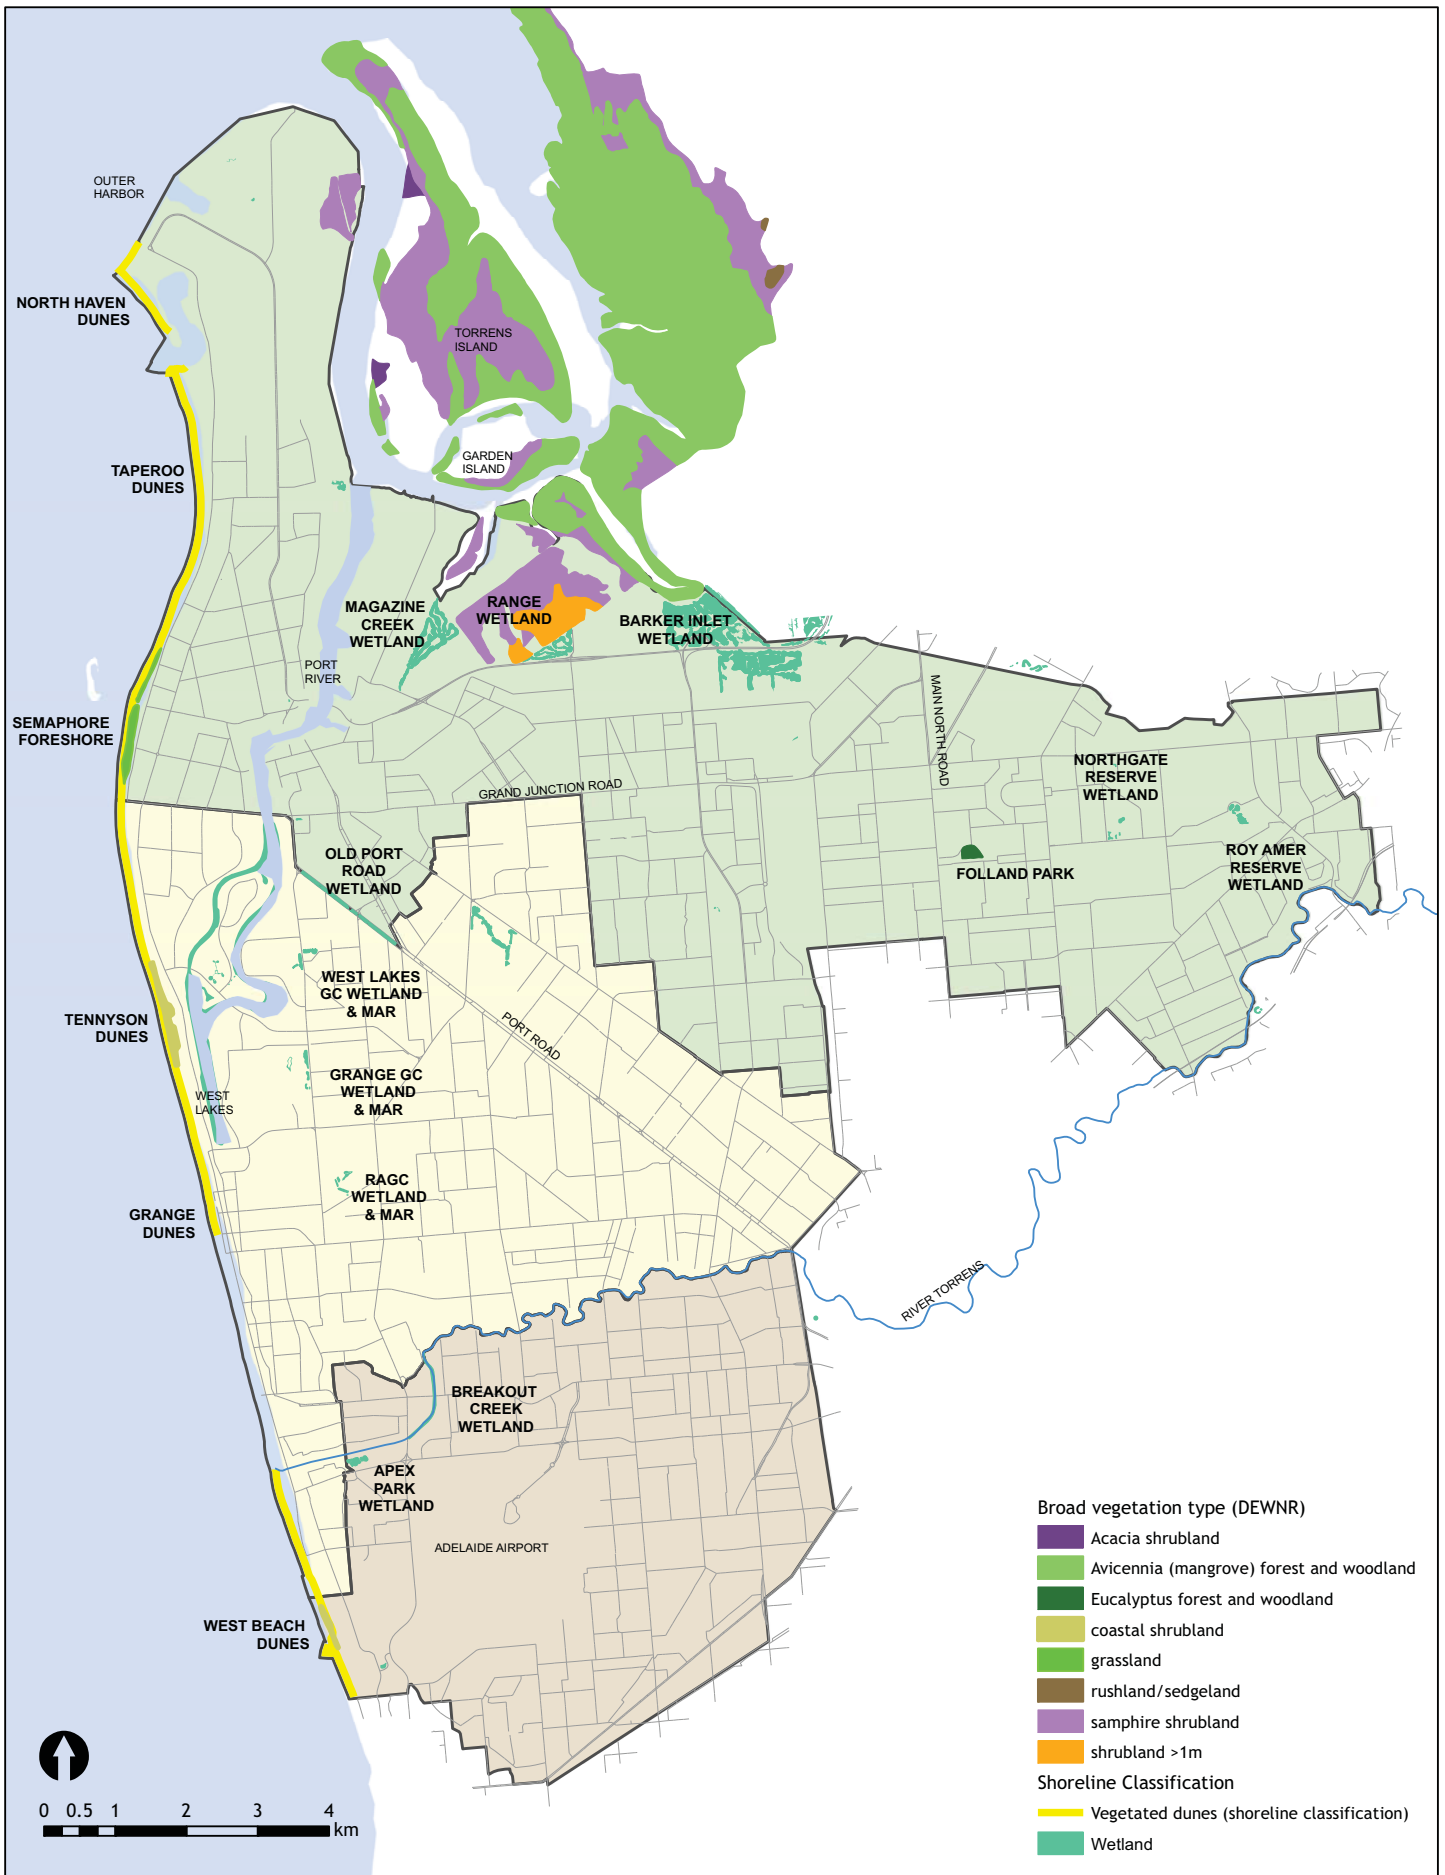 OUTER
HARBOR
NORTH HAVEN
DUNES
TORRENS
ISLAND
TAPEROO
DUNES
GARDEN
ISLAND
MAGAZINE
CREEK
WETLAND
RANGE
WETLAND
BARKER INLET
WETLAND
PORT
RIVER
SEMAPHORE
FORESHORE
MAIN NORTH ROAD
NORTHGATE
RESERVE
WETLAND
GRAND JUNCTION ROAD
OLD PORT
ROAD
WETLAND
FOLLAND PARK
ROY AMER
RESERVE
WETLAND
WEST LAKES
GC WETLAND
& MAR
TENNYSON
DUNES
PORT ROAD
GRANGE GC
WETLAND
& MAR
WEST
LAKES
RAGC
WETLAND
& MAR
GRANGE
DUNES
RIVER TORRENS
BREAKOUT
CREEK
WETLAND
APEX
PARK
WETLAND
ADELAIDE AIRPORT
WEST BEACH
DUNES
Broad vegetation type (DEWNR)
Acacia shrubland
Avicennia (mangrove) forest and woodland
Eucalyptus forest and woodland
coastal shrubland
grassland
rushland/sedgeland
samphire shrubland
shrubland >1m
Shoreline Classification
Vegetated dunes (shoreline classification)
Wetland
0 0.5 1 2 3 4
km